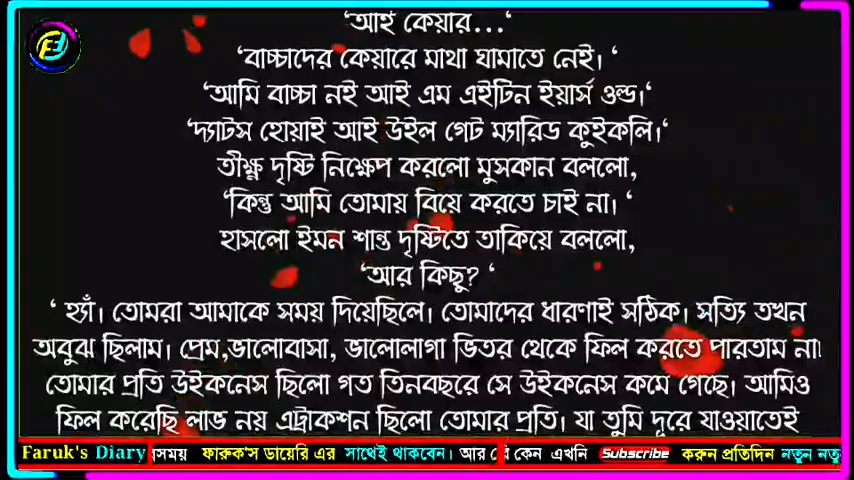 ‘আই কেয়ার...‘
‘বাচ্চাদের কেয়ারে মাথা ঘামাতে নেই। ‘
‘আমি বাচ্চা নই আই এম এইটিন ইয়ার্স ওল্ড।‘
‘দ্যাটস হোয়াই আই উইল গেট ম্যারিড কুইকলি।‘
তীক্ষ্ণ দৃষ্টি নিক্ষেপ করলো মুসকান বললো,
‘কিন্তু আমি তোমায় বিয়ে করতে চাই না। ‘
হাসলো ইমন শান্ত দৃষ্টিতে তাকিয়ে বললো,
‘আর কিছু? ‘
‘ হ্যাঁ। তোমরা আমাকে সময় দিয়েছিলে। তোমাদের ধারণাই সঠিক। সত্যি তখন
অবুঝ ছিলাম। প্রেম,ভালোবাসা, ভালোলাগা ভিতর থেকে ফিল করতে পারতাম না।
তোমার প্রতি উইকনেস ছিলো গত তিনবছরে সে উইকনেস কমে গেছে। আমিও
ফিল করেছি লাভ নয় এট্রাকশন ছিলো তোমার প্রতি। যা তুমি দূরে যাওয়াতেই
Faruk's Diary ফারুক'স ডায়েরি এর সাথেই থাকবেন। আর কেন এখনি Subscribe করুন প্রতিদিন নতুন